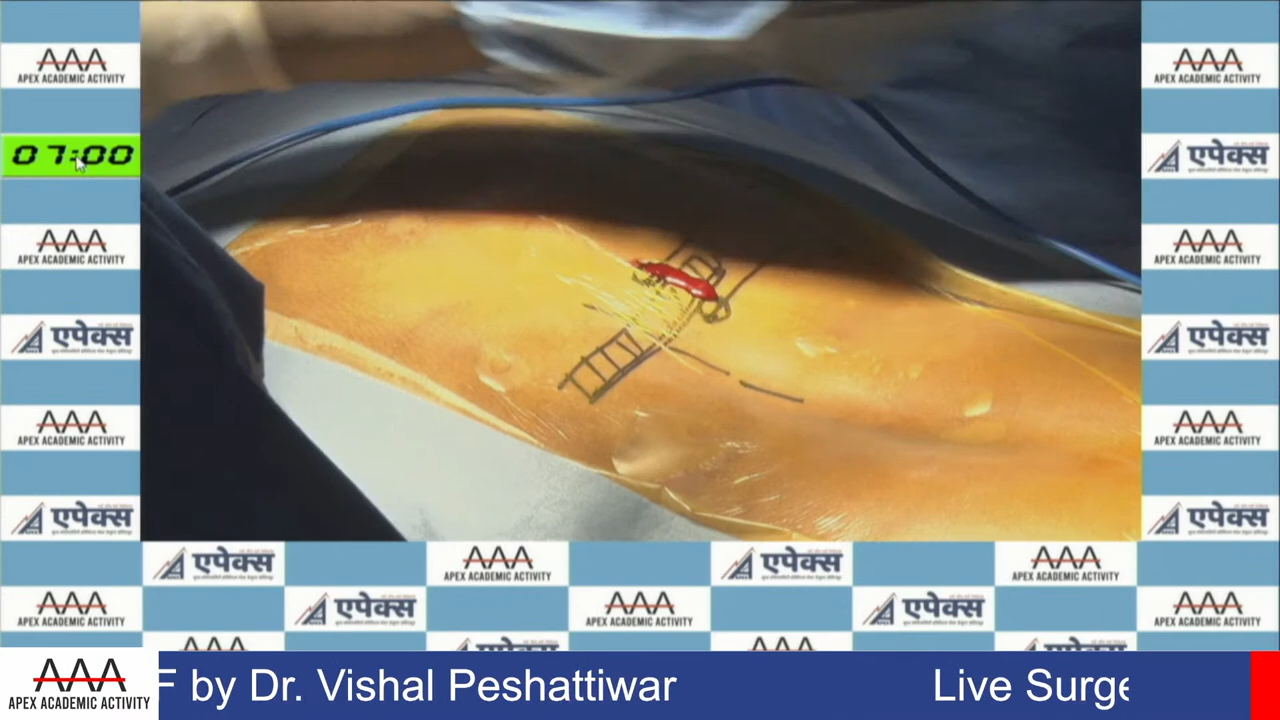 AAA
APEX ACADEMIC ACTIVITY
07:00
एपेक्स
F by Dr. Vishal Peshattiwar
Live Surge